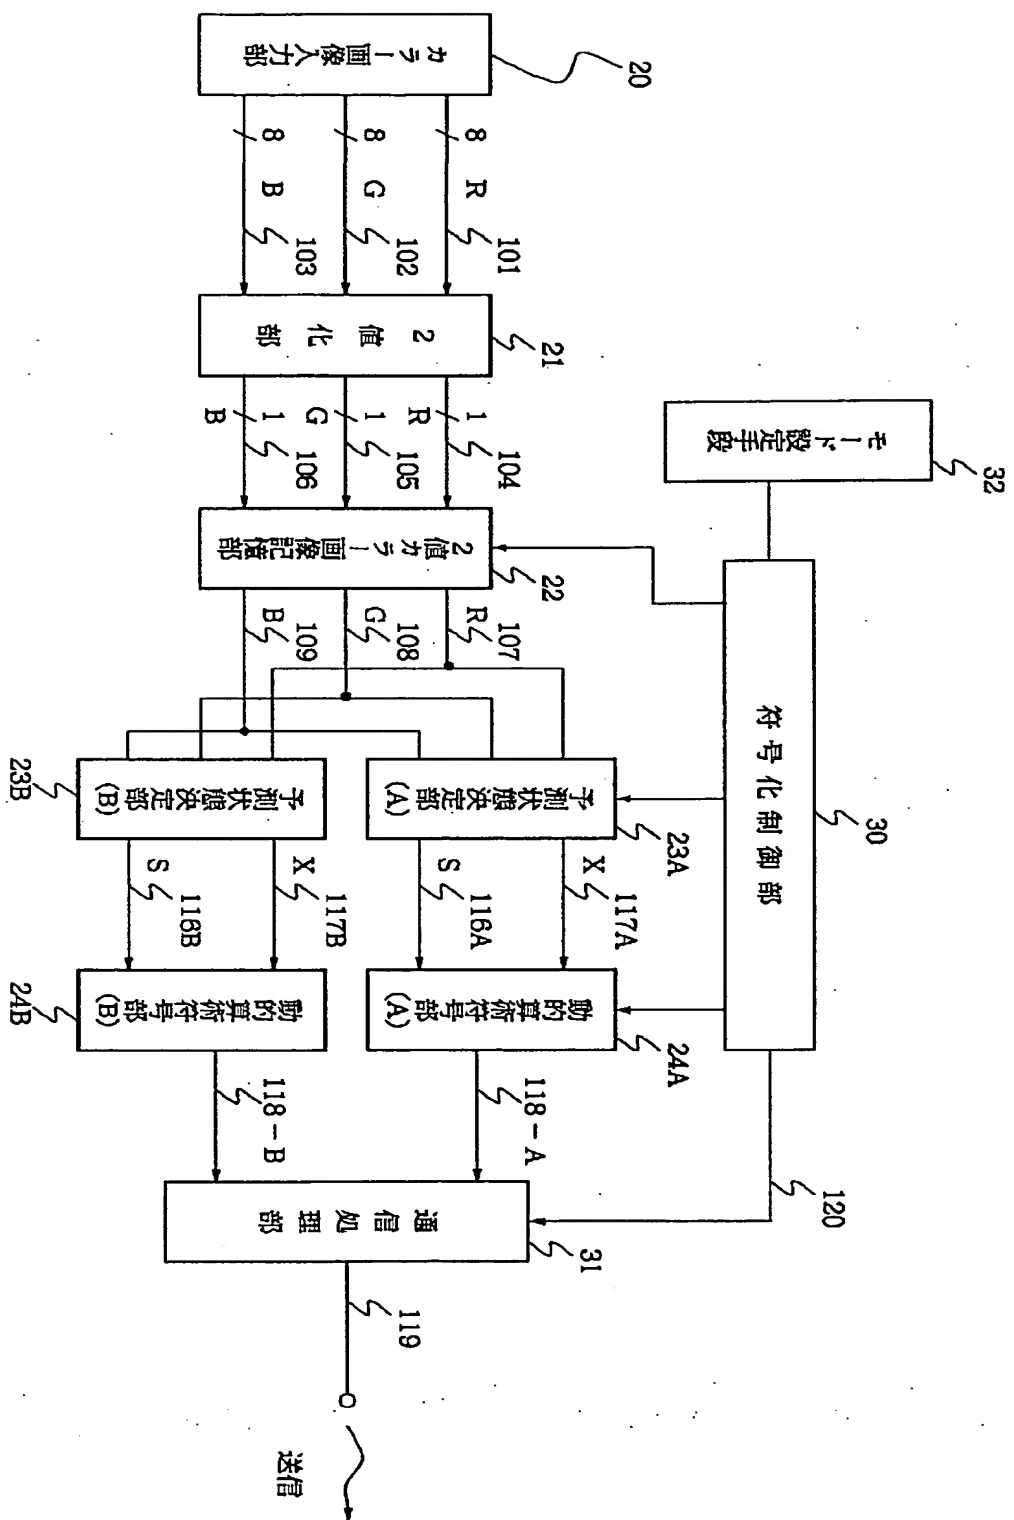 カラー画像入力部
20
8
R
101
8
G
102
8
B
103
2値化部
21
1
R
104
1
G
105
1
B
106
2値カラー画像記憶部
22
R
107
G
108
B
109
モード設定手段
32
符号化制御部
30
予測状態決定部
(A)
23A
X
117A
S
116A
動的算術符号部
(A)
24A
118-A
予測状態決定部
(B)
23B
X
117B
S
116B
動的算術符号部
(B)
24B
118-B
通信処理部
31
120
119
送信